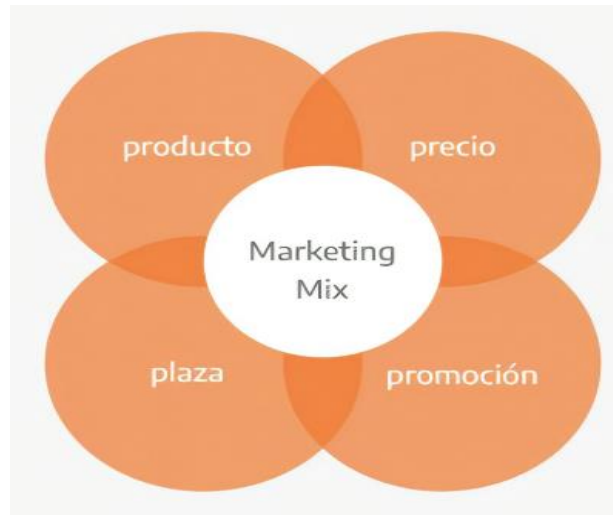 producto
precio
Marketing
Mix
plaza
promoción